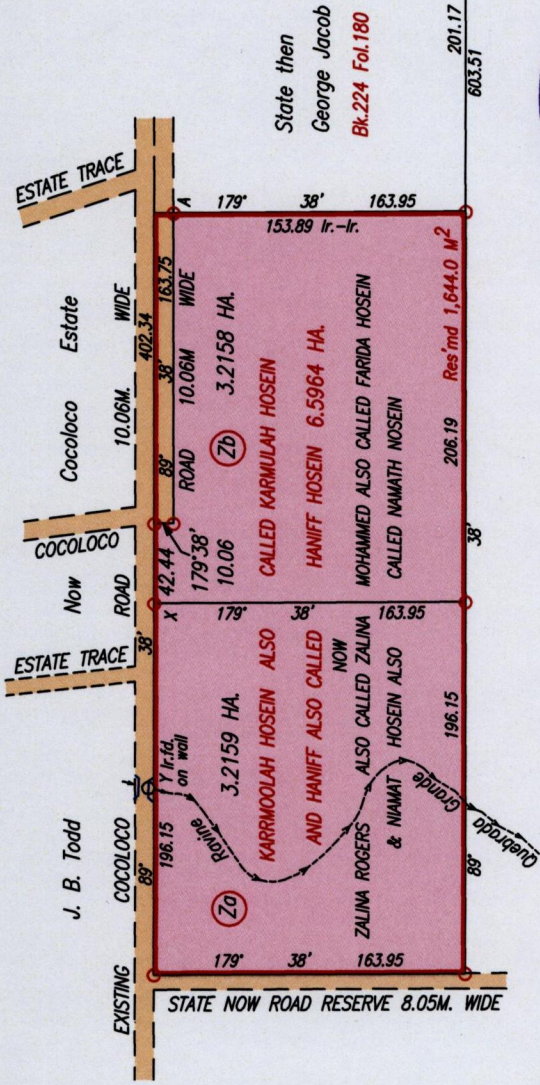 J. B. Todd
Now
Cocoloco Estate
ESTATE TRACE
COCOLOCO
ESTATE TRACE
EXISTING COCOLOCO ROAD 10.06M. WIDE
89° 38' 402.34
196.15
Y Ir.fd.
on wall
X 42.44
179°38'
10.06
89° 38' 163.75
ROAD 10.06M WIDE
A
179° 38' 163.95
153.89 Ir.-Ir.
179° 38' 163.95
179° 38' 163.95
Za
3.2159 HA.
Zb
3.2158 HA.
Ravine
KARRMOOLAH HOSEIN ALSO CALLED KARMULAH HOSEIN
AND HANIFF ALSO CALLED HANIFF HOSEIN 6.5964 HA.
NOW
ZALINA ROGERS ALSO CALLED ZALINA MOHAMMED ALSO CALLED FARIDA HOSEIN
& NIAMAT HOSEIN ALSO CALLED NAMATH NOSEIN
Quebrada Grande
196.15
206.19
Res'md 1,644.0 M²
89° 38' 603.51
201.17
STATE NOW ROAD RESERVE 8.05M. WIDE
State then
George Jacob
Bk.224 Fol.180